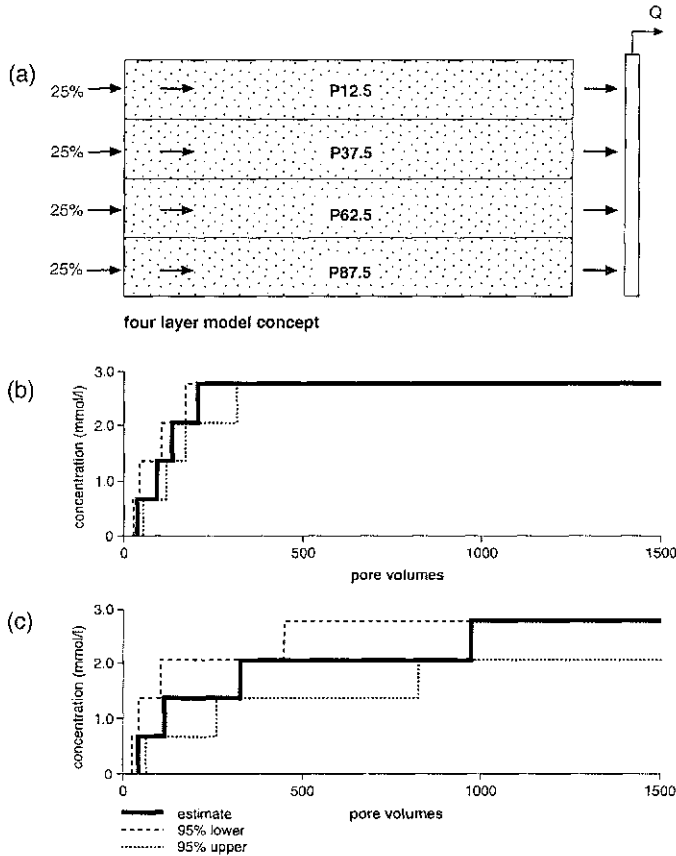 Q
(a)
25%
P12.5
25%
P37.5
25%
P62.5
25%
P87.5
four layer model concept
(b)
concentration (mmol/l)
3.0
2.0
1.0
0
0
500
1000
1500
pore volumes
(c)
concentration (mmol/l)
3.0
2.0
1.0
0
0
500
1000
1500
pore volumes
estimate
95% lower
95% upper